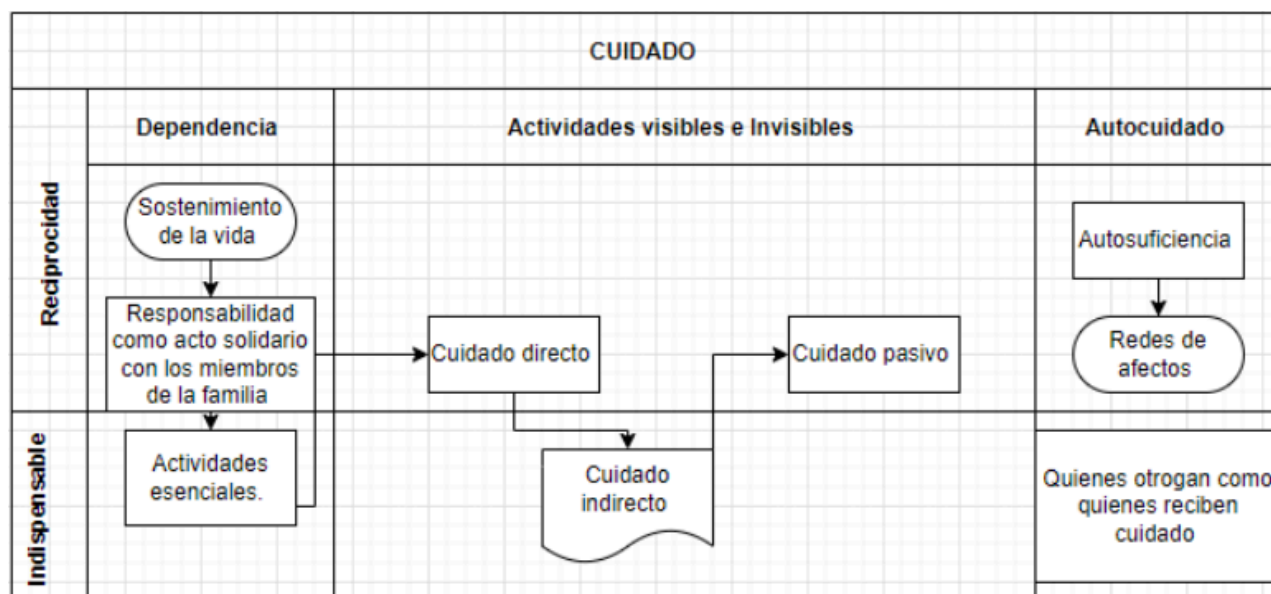 CUIDADO
Dependencia
Actividades visibles e Invisibles
Autocuidado
Reciprocidad
Sostenimiento
de la vida
Responsabilidad
como acto solidario
con los miembros
de la familia
Cuidado directo
Cuidado pasivo
Autosuficiencia
Redes de
afectos
Indispensable
Actividades
esenciales.
Cuidado
indirecto
Quienes otrogan como
quienes reciben
cuidado